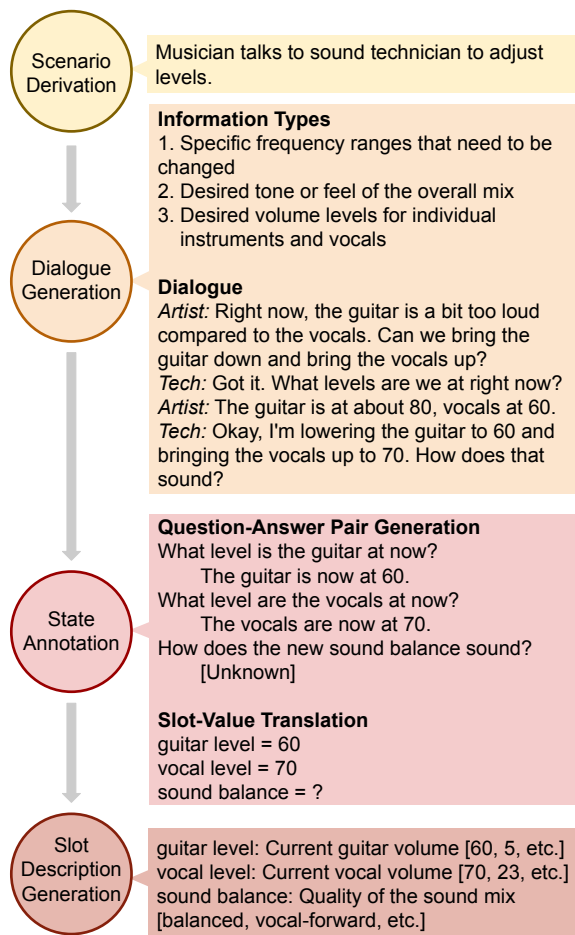 Scenario
Derivation
Musician talks to sound technician to adjust
levels.
Dialogue
Generation
Information Types
1. Specific frequency ranges that need to be
changed
2. Desired tone or feel of the overall mix
3. Desired volume levels for individual
instruments and vocals
Dialogue
Artist: Right now, the guitar is a bit too loud
compared to the vocals. Can we bring the
guitar down and bring the vocals up?
Tech: Got it. What levels are we at right now?
Artist: The guitar is at about 80, vocals at 60.
Tech: Okay, I'm lowering the guitar to 60 and
bringing the vocals up to 70. How does that
sound?
State
Annotation
Question-Answer Pair Generation
What level is the guitar at now?
The guitar is now at 60.
What level are the vocals at now?
The vocals are now at 70.
How does the new sound balance sound?
[Unknown]
Slot-Value Translation
guitar level = 60
vocal level = 70
sound balance = ?
Slot
Description
Generation
guitar level: Current guitar volume [60, 5, etc.]
vocal level: Current vocal volume [70, 23, etc.]
sound balance: Quality of the sound mix
[balanced, vocal-forward, etc.]